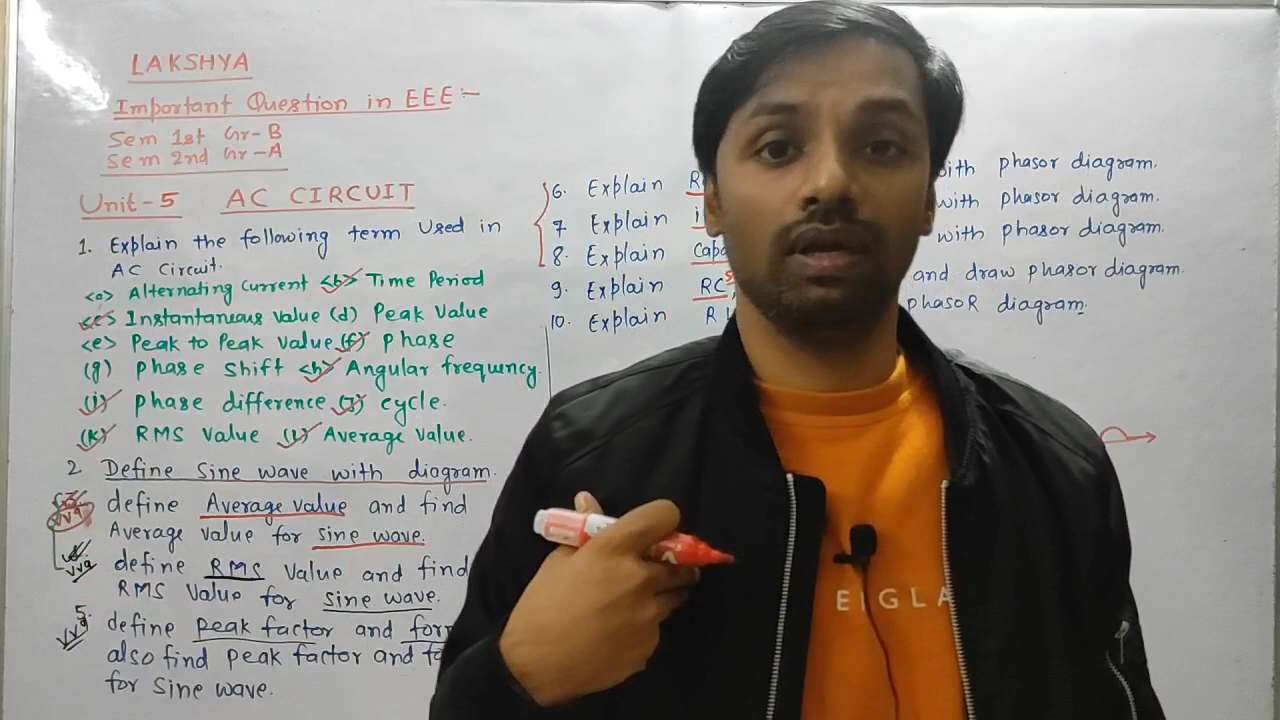 LAKSHYA
Important Question in EEE:-
Sem 1st Gr-B
Sem 2nd Gr-A
Unit-5 AC CIRCUIT
1. Explain the following term used in
AC Circuit.
<a> Alternating Current <b> Time Period
<c> Instantaneous value (d) Peak Value
<e> Peak to Peak value (f) phase
(g) phase shift <h> Angular frequency.
(i) phase difference (j) cycle.
(k) RMS value (l) Average value.
2 Define Sine wave with diagram.
define Average value and find
Average value for sine wave.
define RMS value and find
RMS value for sine wave.
5. define peak factor and
also find peak factor and
for sine wave.
6. Explain with phasor diagram.
7 Explain with phasor diagram.
8. Explain with phasor diagram.
9. Explain RC and draw phasor diagram.
10. Explain phasoR diagram.
E GLA